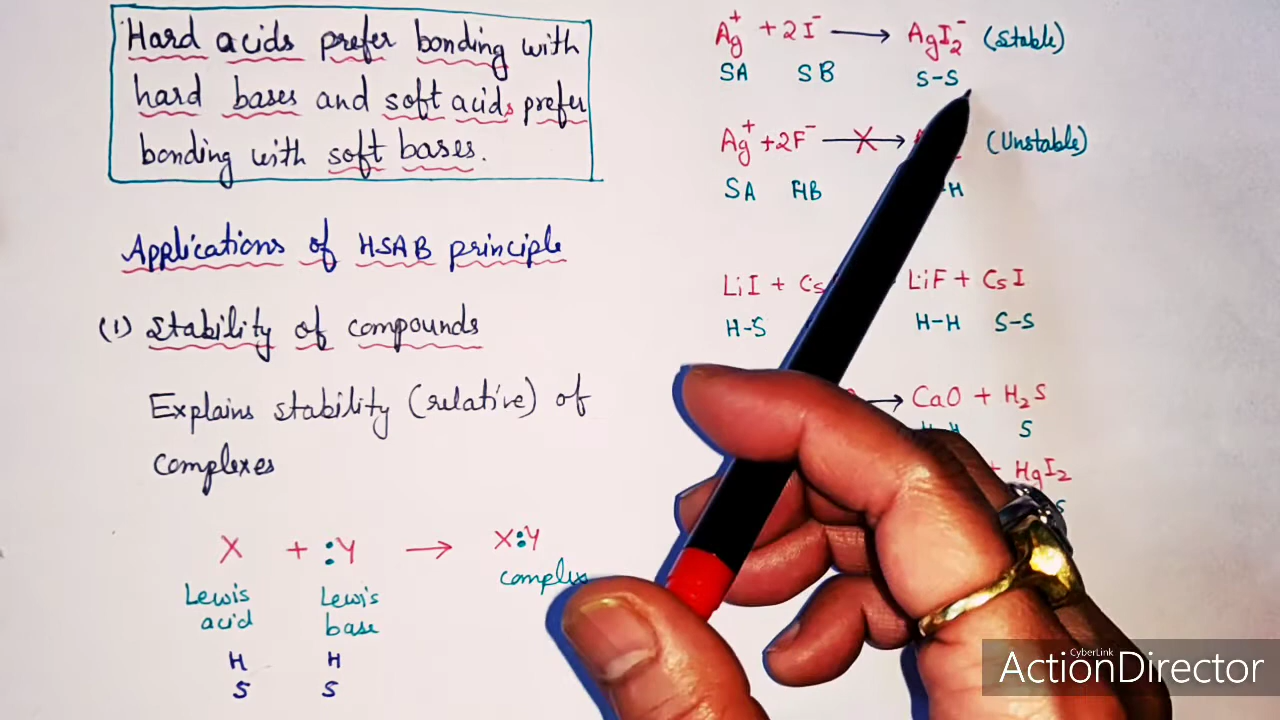 Hard acids prefer bonding with
hard bases and soft acids prefer
bonding with soft bases.
Applications of HSAB principle
(1) Stability of compounds
Explains stability (relative) of
complexes
X + :Y → X:Y
Lewis acid Lewis base complex
H H
S S
Ag⁺ + 2I⁻ → AgI₂⁻ (Stable)
SA SB S-S
Ag⁺ + 2F⁻ (Unstable)
SA HB H
LiI + Cs LiF + CsI
H-S H-H S-S
→ CaO + H₂S
S
+ HgI₂
CyberLink
ActionDirector